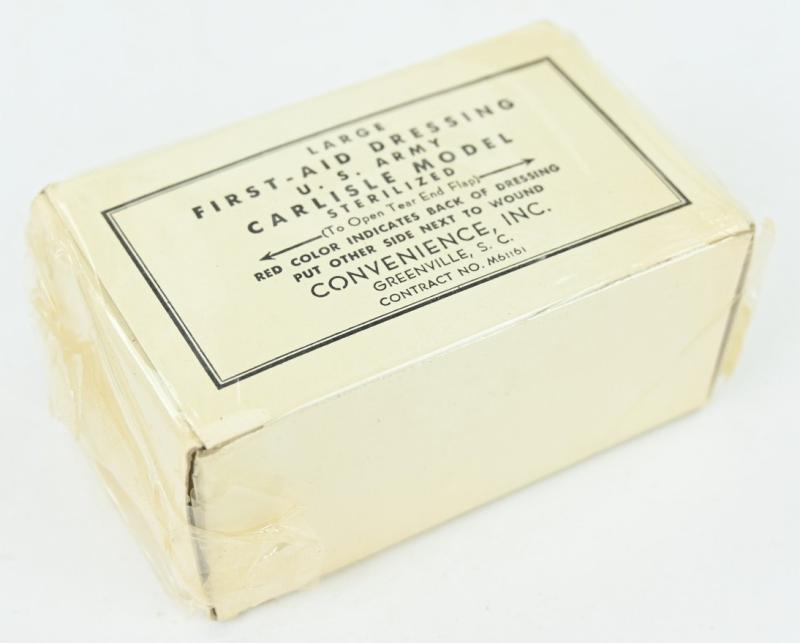 LARGE
FIRST-AID DRESSING
U. S. ARMY
CARLISLE MODEL
STERILIZED
(To Open Tear End Flap)
RED COLOR INDICATES BACK OF DRESSING
PUT OTHER SIDE NEXT TO WOUND
CONVENIENCE, INC.
GREENVILLE, S. C.
CONTRACT NO. M61161